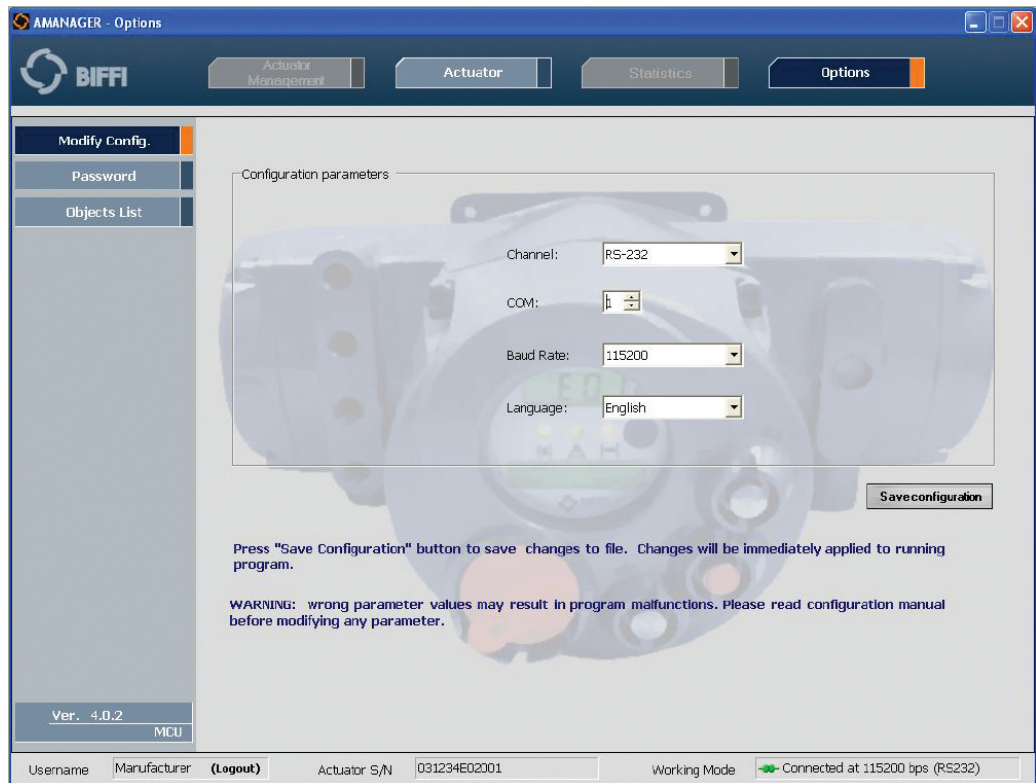 AMANAGER - Options
BIFFI
Actuator
Management
Actuator
Statistics
Options
Modify Config.
Password
Objects List
Configuration parameters
Channel: RS-232
COM: 1
Baud Rate: 115200
E01
Language: English
Save configuration
Press "Save Configuration" button to save changes to file. Changes will be immediately applied to running
program.
WARNING: wrong parameter values may result in program malfunctions. Please read configuration manual
before modifying any parameter.
Ver. 4.0.2
MCU
Username Manufacturer (Logout) Actuator S/N 031234E02001 Working Mode Connected at 115200 bps (RS232)